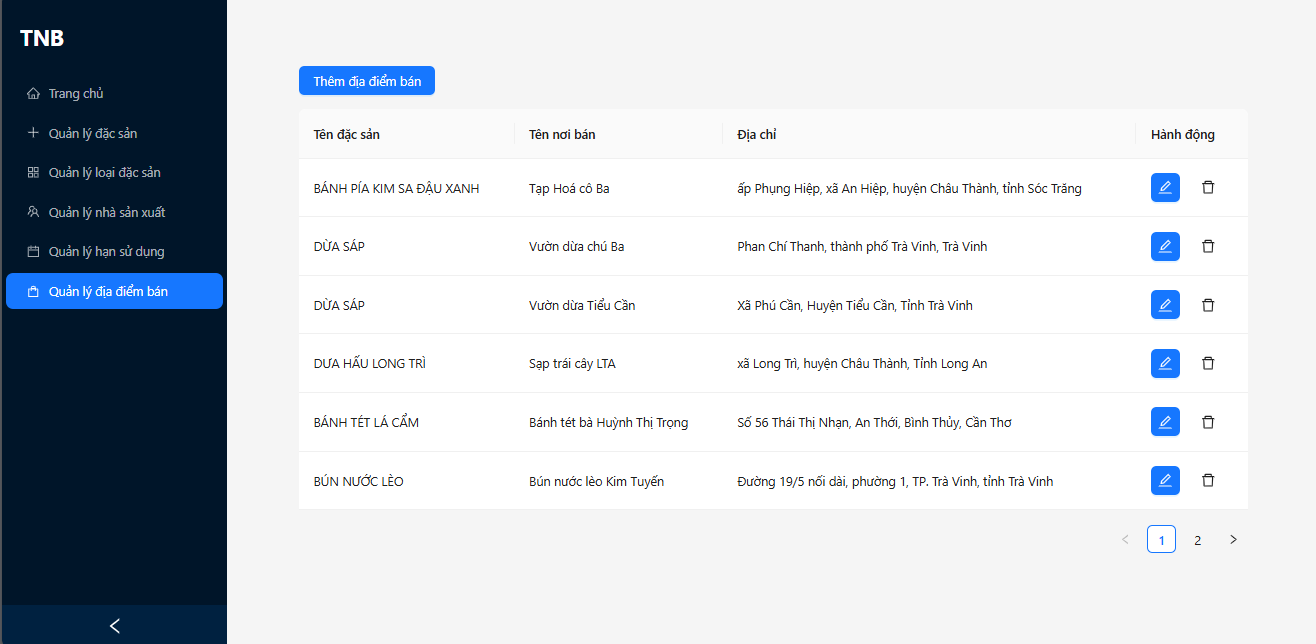 TNB
Trang chủ
Quản lý đặc sản
Quản lý loại đặc sản
Quản lý nhà sản xuất
Quản lý hạn sử dụng
Quản lý địa điểm bán
Thêm địa điểm bán
Tên đặc sản Tên nơi bán Địa chỉ Hành động
BÁNH PÍA KIM SA ĐẬU XANH Tạp Hoá cô Ba ấp Phụng Hiệp, xã An Hiệp, huyện Châu Thành, tỉnh Sóc Trăng
DỪA SÁP Vườn dừa chú Ba Phan Chí Thanh, thành phố Trà Vinh, Trà Vinh
DỪA SÁP Vườn dừa Tiểu Cần Xã Phú Cần, Huyện Tiểu Cần, Tỉnh Trà Vinh
DƯA HẤU LONG TRÌ Sạp trái cây LTA xã Long Trì, huyện Châu Thành, Tỉnh Long An
BÁNH TÉT LÁ CẨM Bánh tét bà Huỳnh Thị Trọng Số 56 Thái Thị Nhạn, An Thới, Bình Thủy, Cần Thơ
BÚN NƯỚC LÈO Bún nước lèo Kim Tuyến Đường 19/5 nối dài, phường 1, TP. Trà Vinh, tỉnh Trà Vinh
1 2